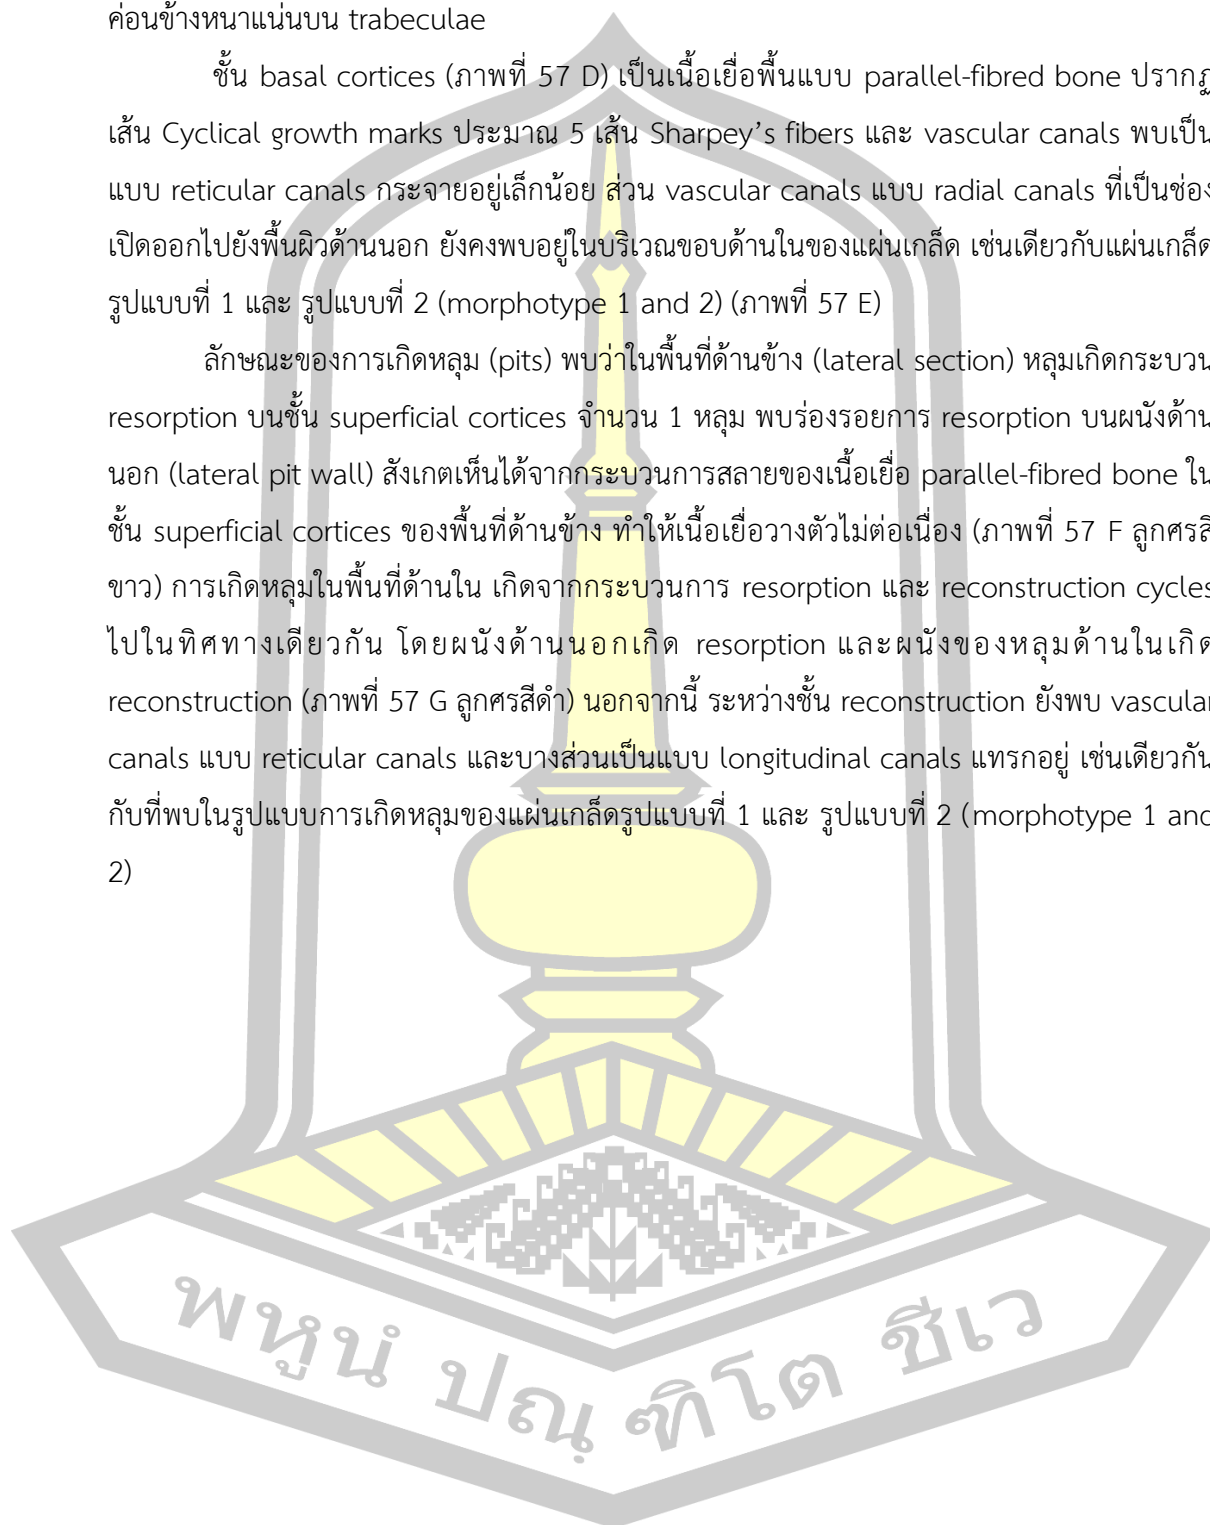 ค่อนข้างหนาแน่นบน trabeculae
ชั้น basal cortices (ภาพที่ 57 D) เป็นเนื้อเยื่อพื้นแบบ parallel-fibred bone ปรากฏ
เส้น Cyclical growth marks ประมาณ 5 เส้น Sharpey’s fibers และ vascular canals พบเป็น
แบบ reticular canals กระจายอยู่เล็กน้อย ส่วน vascular canals แบบ radial canals ที่เป็นช่อง
เปิดออกไปยังพื้นผิวด้านนอก ยังคงพบอยู่ในบริเวณขอบด้านในของแผ่นเกล็ด เช่นเดียวกับแผ่นเกล็ด
รูปแบบที่ 1 และ รูปแบบที่ 2 (morphotype 1 and 2) (ภาพที่ 57 E)
ลักษณะของการเกิดหลุม (pits) พบว่าในพื้นที่ด้านข้าง (lateral section) หลุมเกิดกระบวน
resorption บนชั้น superficial cortices จำนวน 1 หลุม พบร่องรอยการ resorption บนผนังด้าน
นอก (lateral pit wall) สังเกตเห็นได้จากกระบวนการสลายของเนื้อเยื่อ parallel-fibred bone ใน
ชั้น superficial cortices ของพื้นที่ด้านข้าง ทำให้เนื้อเยื่อวางตัวไม่ต่อเนื่อง (ภาพที่ 57 F ลูกศรสี
ขาว) การเกิดหลุมในพื้นที่ด้านใน เกิดจากกระบวนการ resorption และ reconstruction cycles
ไปในทิศทางเดียวกัน โดยผนังด้านนอกเกิด resorption และผนังของหลุมด้านในเกิด
reconstruction (ภาพที่ 57 G ลูกศรสีดำ) นอกจากนี้ ระหว่างชั้น reconstruction ยังพบ vascular
canals แบบ reticular canals และบางส่วนเป็นแบบ longitudinal canals แทรกอยู่ เช่นเดียวกัน
กับที่พบในรูปแบบการเกิดหลุมของแผ่นเกล็ดรูปแบบที่ 1 และ รูปแบบที่ 2 (morphotype 1 and
2)
พหูนํ ปณฺฑิโต ชีเว